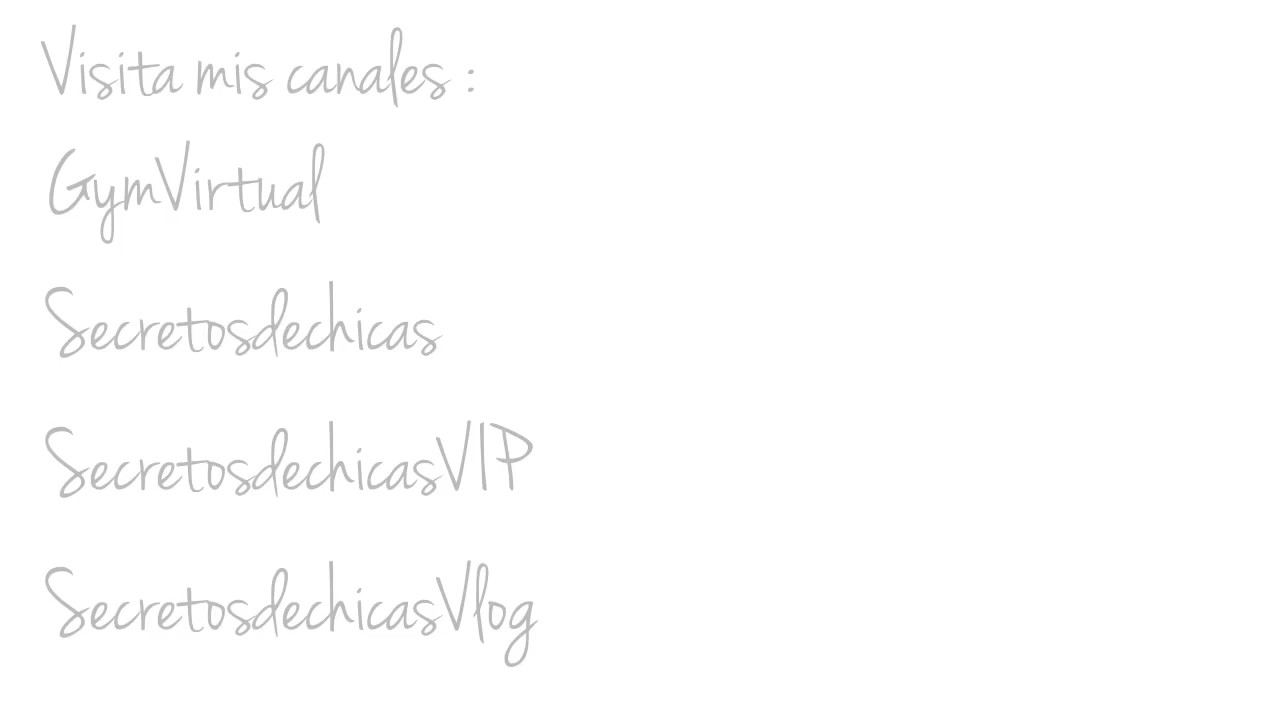 Visita mis canales :
GymVirtual
Secretosdechicas
SecretosdechicasVIP
SecretosdechicasVlog